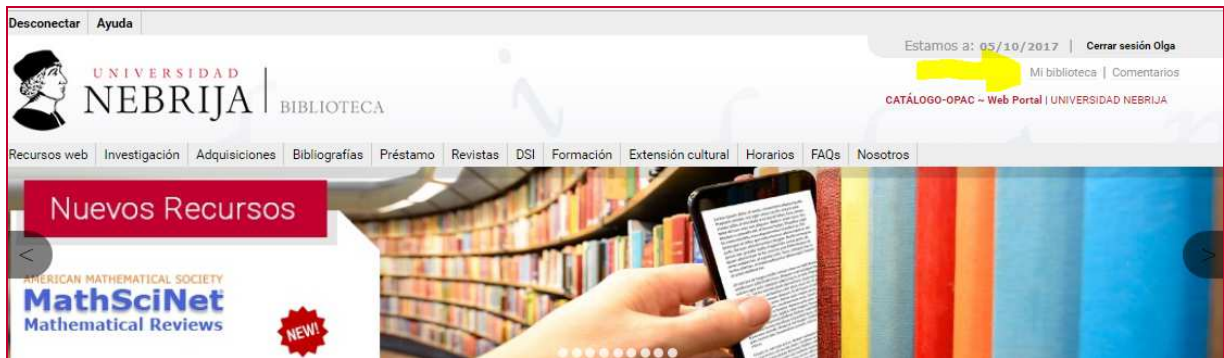 Desconectar Ayuda
Estamos a: 05/10/2017 | Cerrar sesión Olga
Mi biblioteca | Comentarios
UNIVERSIDAD
NEBRIJA | BIBLIOTECA
CATÁLOGO-OPAC ~ Web Portal | UNIVERSIDAD NEBRIJA
Recursos web Investigación Adquisiciones Bibliografías Préstamo Revistas DSI Formación Extensión cultural Horarios FAQs Nosotros
Nuevos Recursos
< >
AMERICAN MATHEMATICAL SOCIETY
MathSciNet
Mathematical Reviews
NEW!